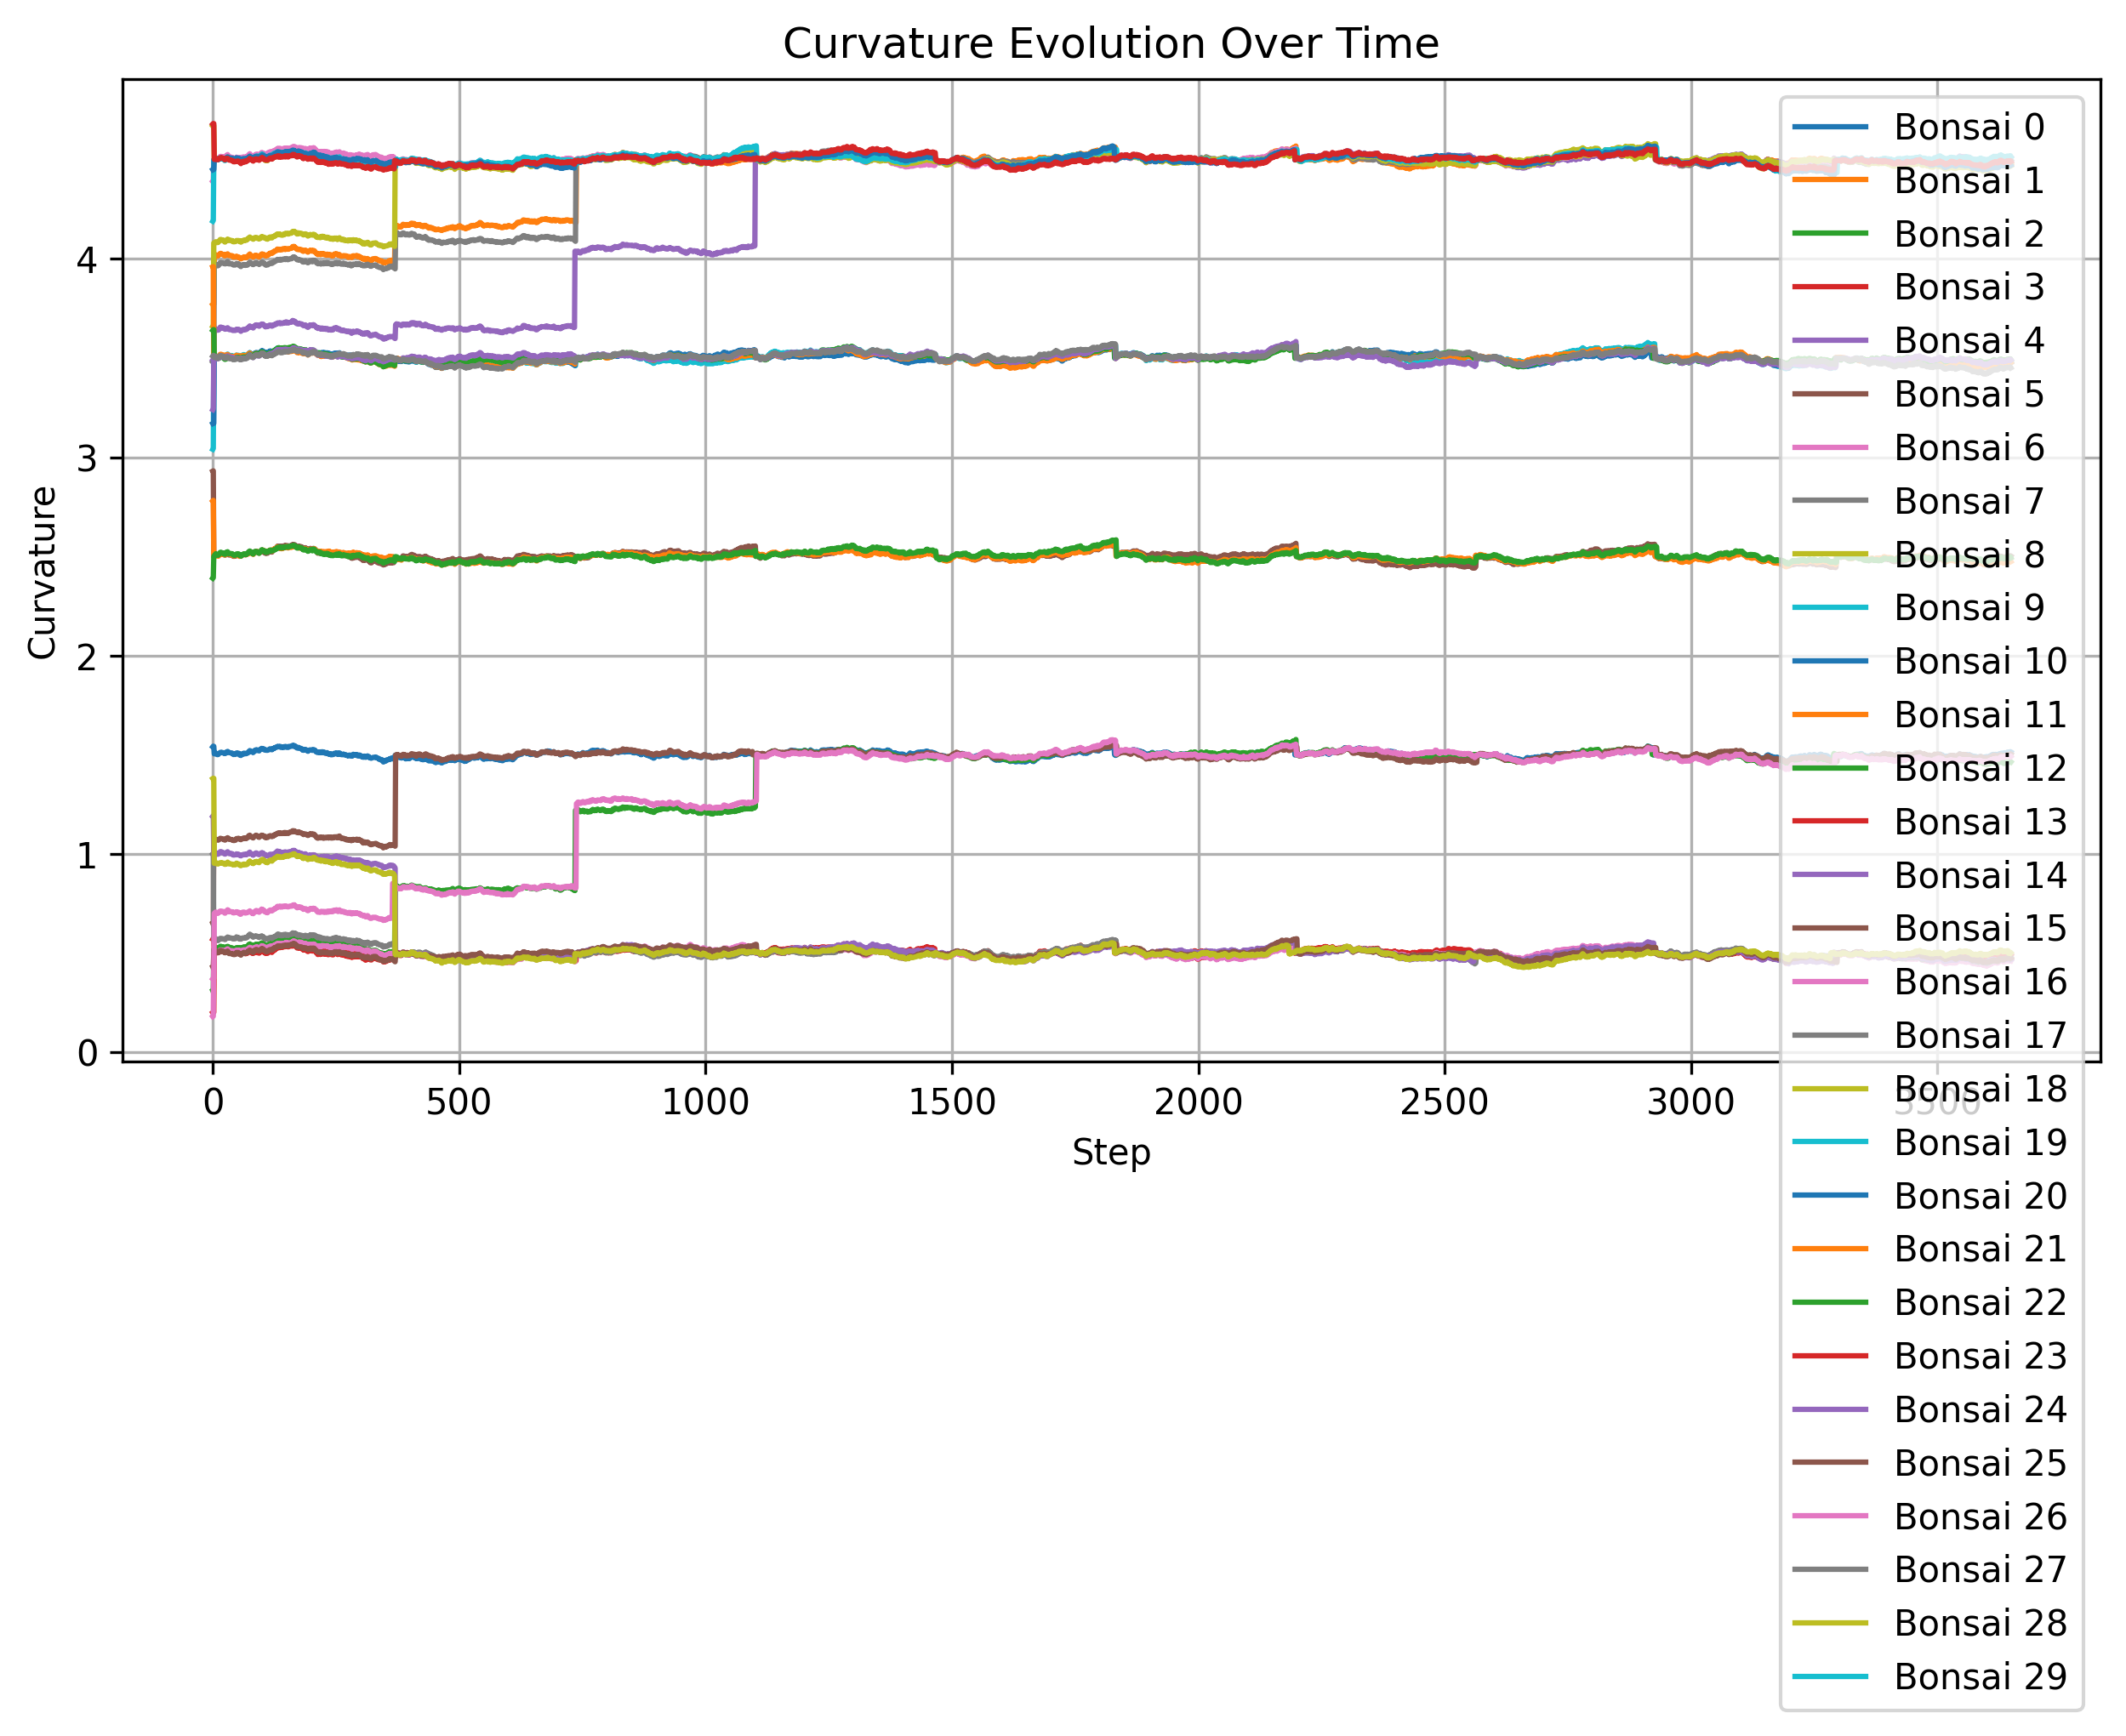 Curvature Evolution Over Time
Curvature
4
3
2
1
0
0
500
1000
1500
2000
2500
3000
3500
Step
Bonsai 0
Bonsai 1
Bonsai 2
Bonsai 3
Bonsai 4
Bonsai 5
Bonsai 6
Bonsai 7
Bonsai 8
Bonsai 9
Bonsai 10
Bonsai 11
Bonsai 12
Bonsai 13
Bonsai 14
Bonsai 15
Bonsai 16
Bonsai 17
Bonsai 18
Bonsai 19
Bonsai 20
Bonsai 21
Bonsai 22
Bonsai 23
Bonsai 24
Bonsai 25
Bonsai 26
Bonsai 27
Bonsai 28
Bonsai 29